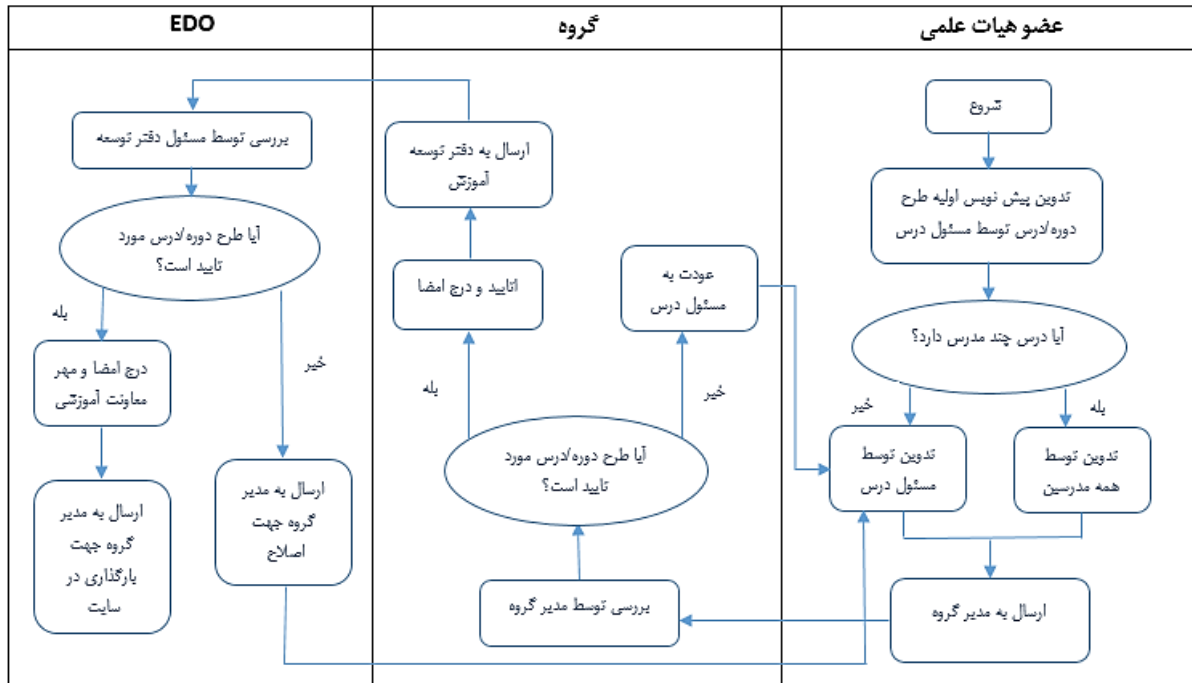 عضو هیات علمی
گروه
EDO
شروع
تدوین پیش نویس اولیه طرح
دوره/درس توسط مسئول درس
آیا درس چند مدرس دارد؟
بله
خیر
تدوین توسط
همه مدرسین
تدوین توسط
مسئول درس
ارسال به مدیر گروه
بررسی توسط مدیر گروه
آیا طرح دوره/درس مورد
تایید است؟
خیر
بله
عودت به
مسئول درس
اتایید و درج امضا
ارسال به دفتر توسعه
آموزش
بررسی توسط مسئول دفتر توسعه
آیا طرح دوره/درس مورد
تایید است؟
بله
خیر
درج امضا و مهر
معاونت آموزشی
ارسال به مدیر
گروه جهت
بارگذاری در
سایت
ارسال به مدیر
گروه جهت
اصلاح